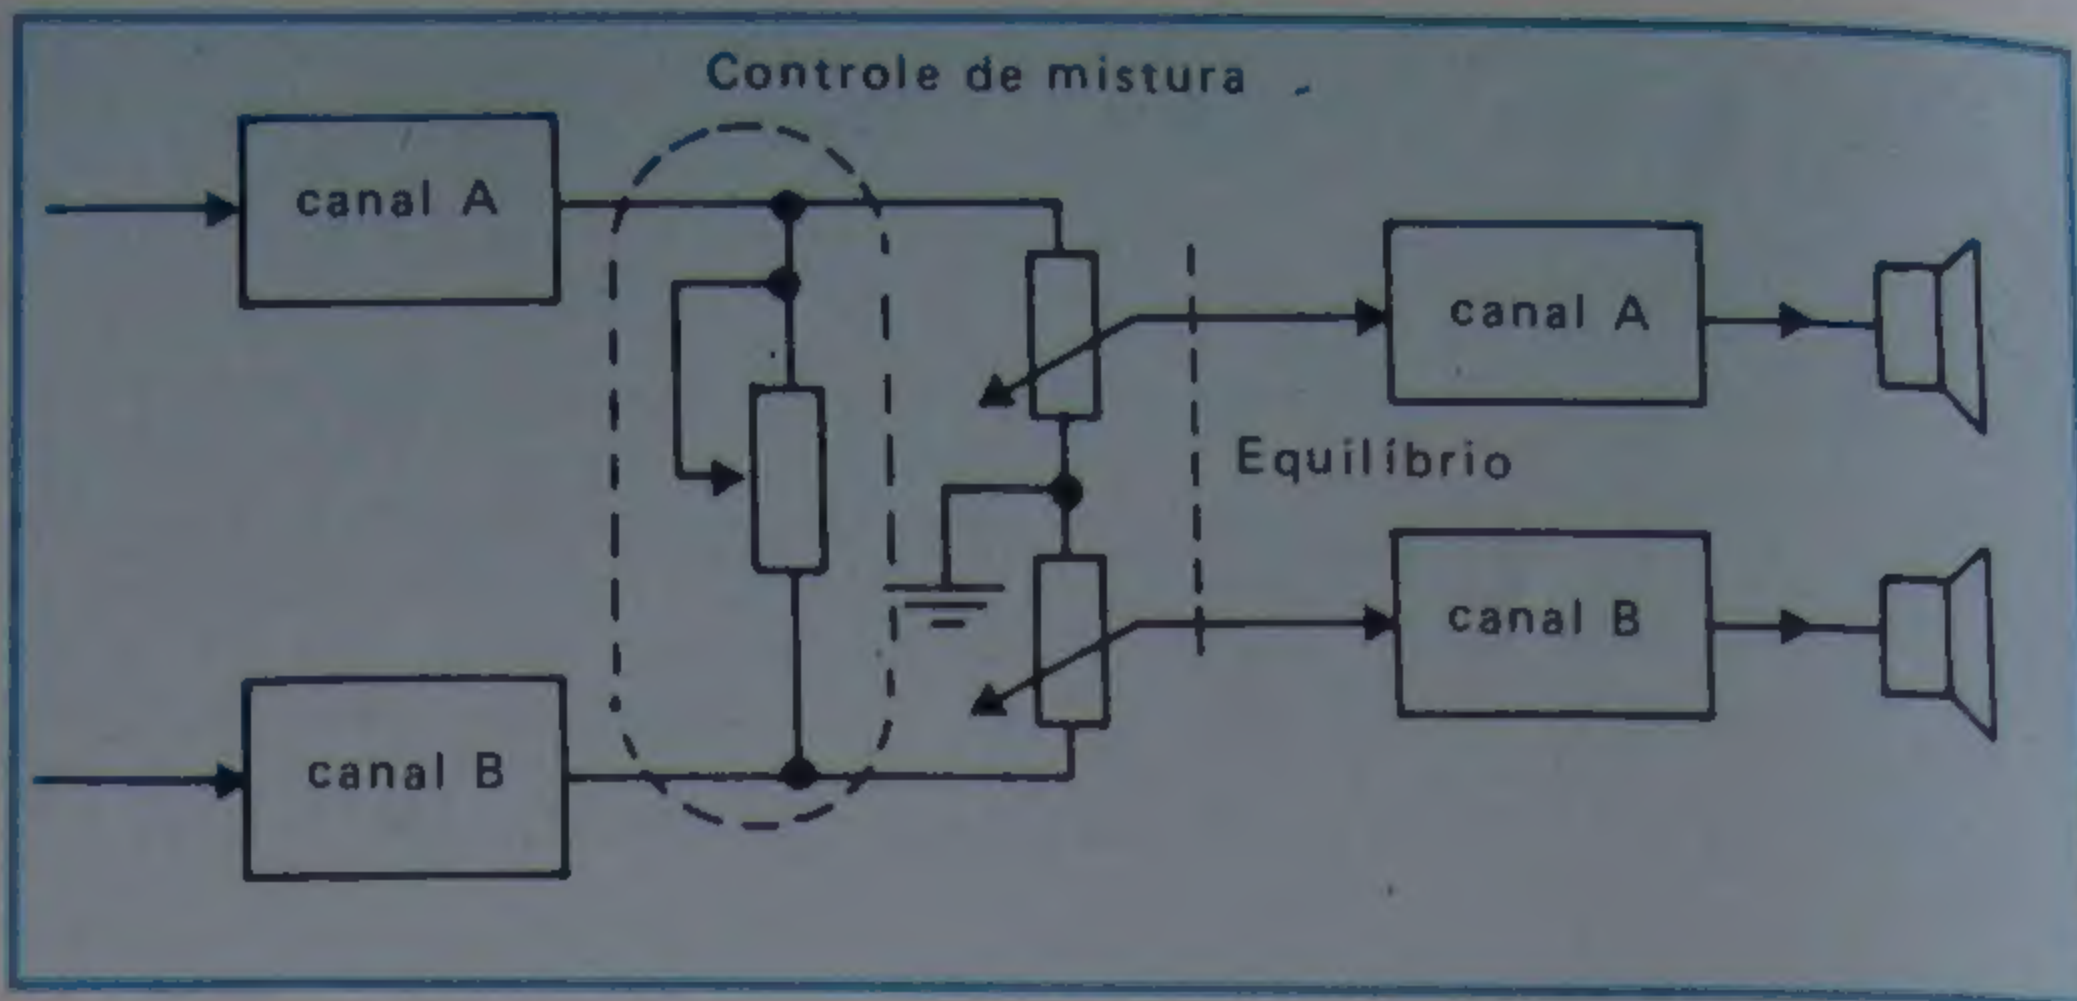 Controle de mistura
canal A
canal A
Equilíbrio
canal B
canal B